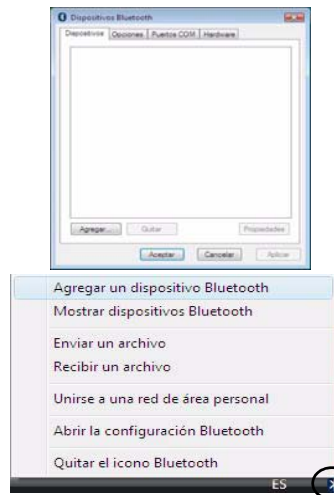 Dispositivos Bluetooth
Dispositivos Opciones Puertos COM Hardware
Agregar... Quitar Propiedades
Aceptar Cancelar Aplicar
Agregar un dispositivo Bluetooth
Mostrar dispositivos Bluetooth
Enviar un archivo
Recibir un archivo
Unirse a una red de área personal
Abrir la configuración Bluetooth
Quitar el icono Bluetooth
ES